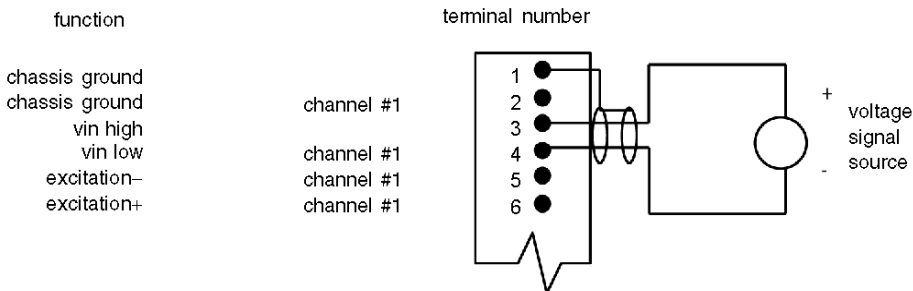 function
terminal number
chassis ground
1
chassis ground
channel #1
2
vin high
3
vin low
channel #1
4
excitation–
channel #1
5
excitation+
channel #1
6
+
voltage
signal
source
-